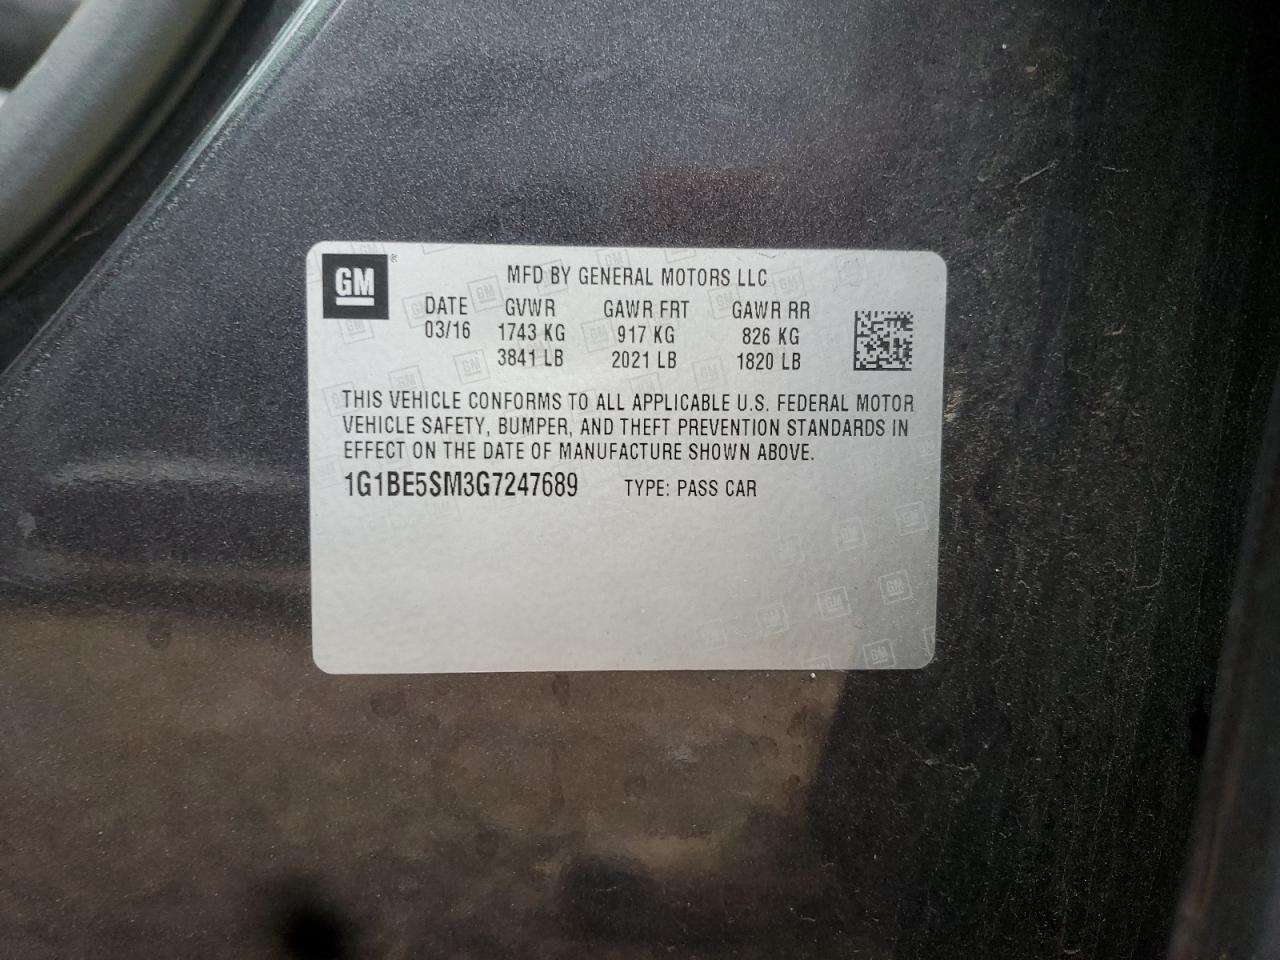 GM
MFD BY GENERAL MOTORS LLC
DATE GVWR GAWR FRT GAWR RR
03/16 1743 KG 917 KG 826 KG
3841 LB 2021 LB 1820 LB
THIS VEHICLE CONFORMS TO ALL APPLICABLE U.S. FEDERAL MOTOR
VEHICLE SAFETY, BUMPER, AND THEFT PREVENTION STANDARDS IN
EFFECT ON THE DATE OF MANUFACTURE SHOWN ABOVE.
1G1BE5SM3G7247689 TYPE: PASS CAR